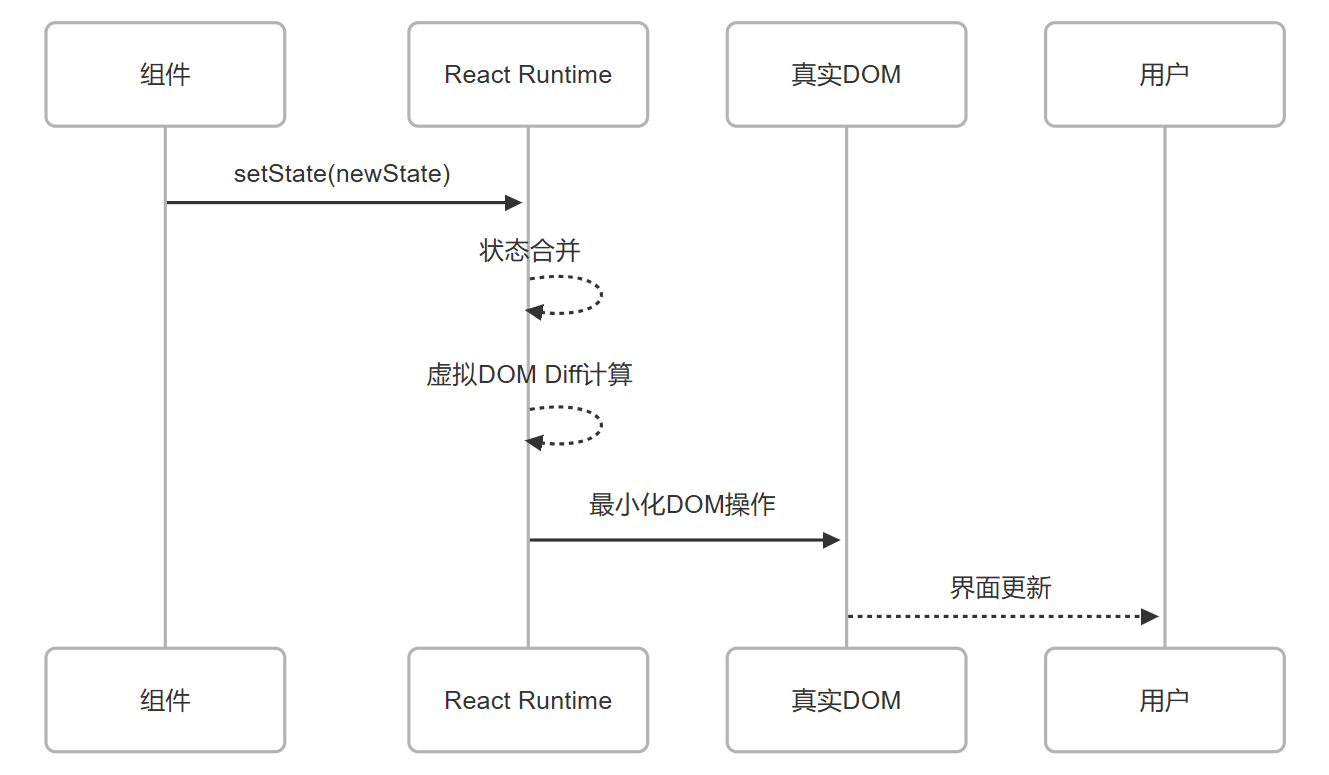 组件
React Runtime
真实DOM
用户
setState(newState)
状态合并
虚拟DOM Diff计算
最小化DOM操作
界面更新
组件
React Runtime
真实DOM
用户